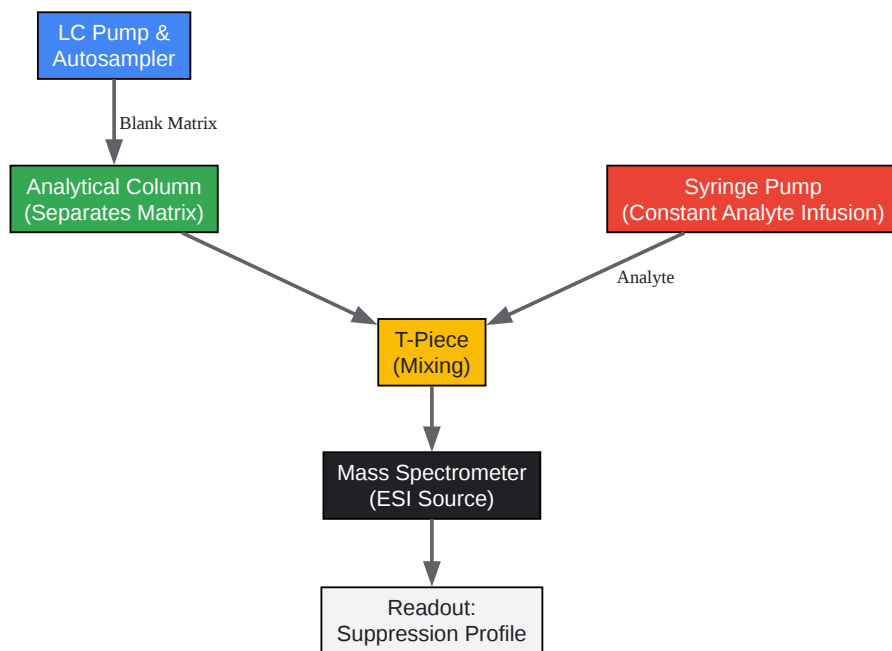 LC Pump &
Autosampler
Blank Matrix
Analytical Column
(Separates Matrix)
Syringe Pump
(Constant Analyte Infusion)
Analyte
T-Piece
(Mixing)
Mass Spectrometer
(ESI Source)
Readout:
Suppression Profile